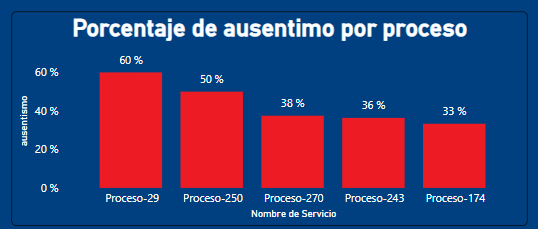 Porcentaje de ausentimo por proceso
60 %
50 %
38 %
36 %
33 %
60 %
40 %
20 %
0 %
ausentismo
Proceso-29 Proceso-250 Proceso-270 Proceso-243 Proceso-174
Nombre de Servicio